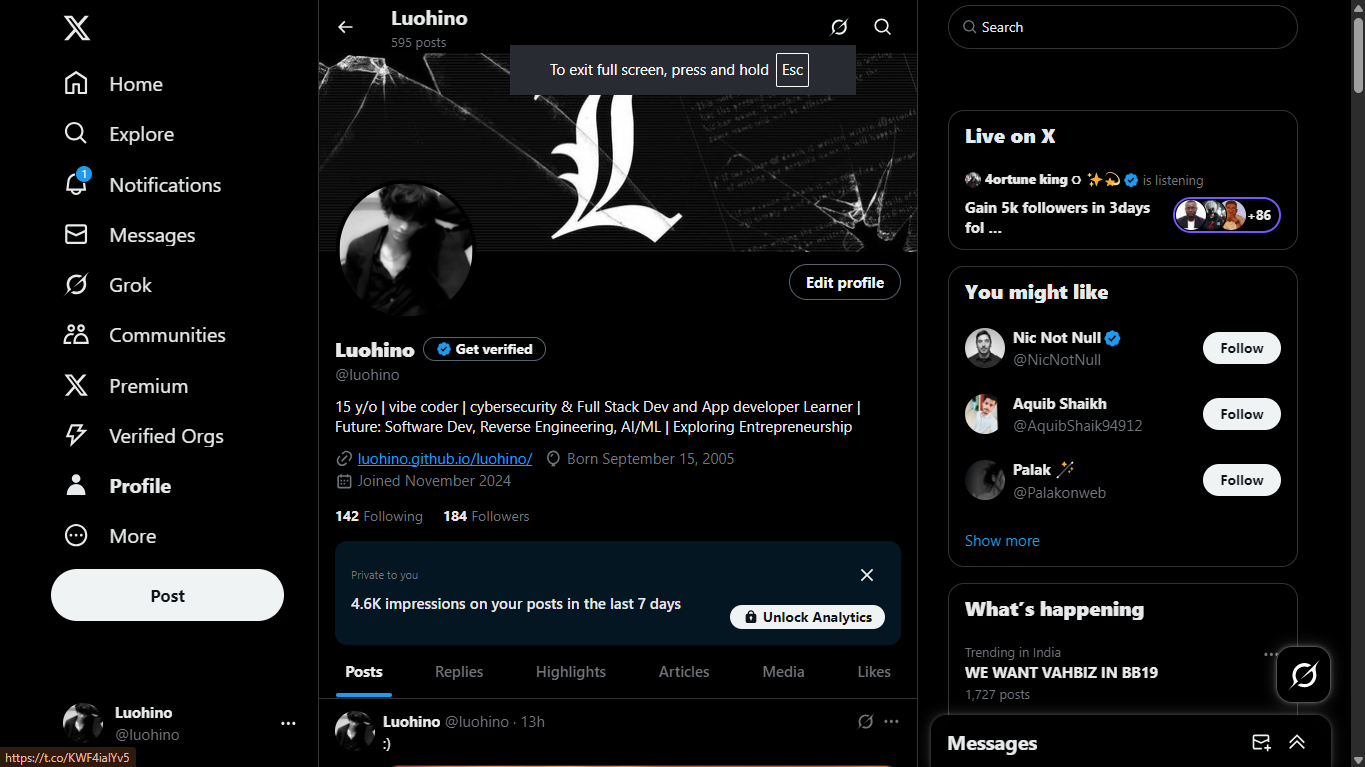 Luohino
595 posts
To exit full screen, press and hold Esc
Home
Explore
1
Notifications
Messages
Grok
Communities
Premium
Verified Orgs
Profile
More
Post
Luohino
@luohino
https://t.co/KWF4ialYv5
L
Edit profile
Luohino
Get verified
@luohino
15 y/o | vibe coder | cybersecurity & Full Stack Dev and App developer Learner |
Future: Software Dev, Reverse Engineering, AI/ML | Exploring Entrepreneurship
luohino.github.io/luohino/ Born September 15, 2005
Joined November 2024
142 Following 184 Followers
Private to you
4.6K impressions on your posts in the last 7 days
Unlock Analytics
Posts Replies Highlights Articles Media Likes
Luohino @luohino · 13h
:)
Search
Live on X
4ortune king is listening
Gain 5k followers in 3days
fol ...
+86
You might like
Nic Not Null
@NicNotNull
Follow
Aquib Shaikh
@AquibShaik94912
Follow
Palak
@Palakonweb
Follow
Show more
What's happening
Trending in India
WE WANT VAHBIZ IN BB19
1,727 posts
Messages